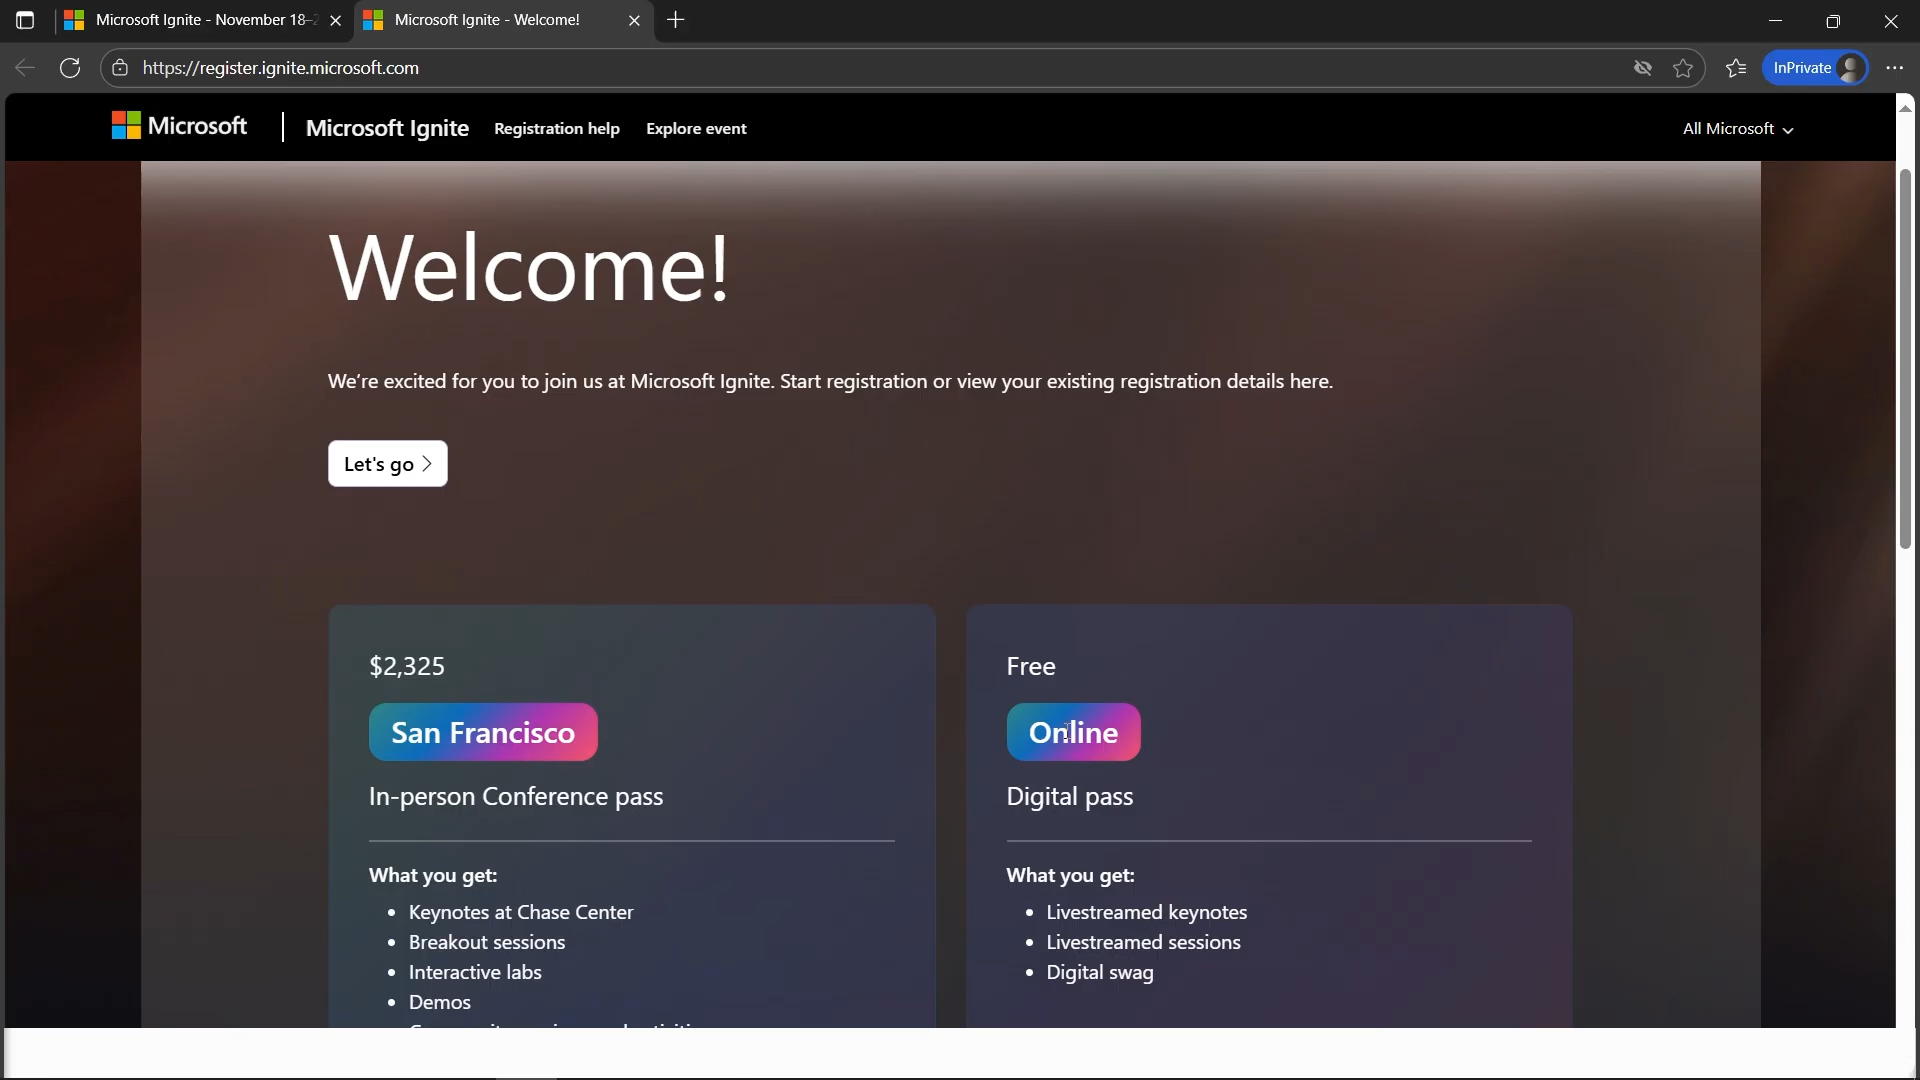 Microsoft Ignite - November 18-2
Microsoft Ignite - Welcome!
https://register.ignite.microsoft.com
InPrivate
Microsoft
Microsoft Ignite
Registration help
Explore event
All Microsoft
Welcome!
We're excited for you to join us at Microsoft Ignite. Start registration or view your existing registration details here.
Let's go
$2,325
San Francisco
In-person Conference pass
What you get:
• Keynotes at Chase Center
• Breakout sessions
• Interactive labs
• Demos
Free
Online
Digital pass
What you get:
• Livestreamed keynotes
• Livestreamed sessions
• Digital swag